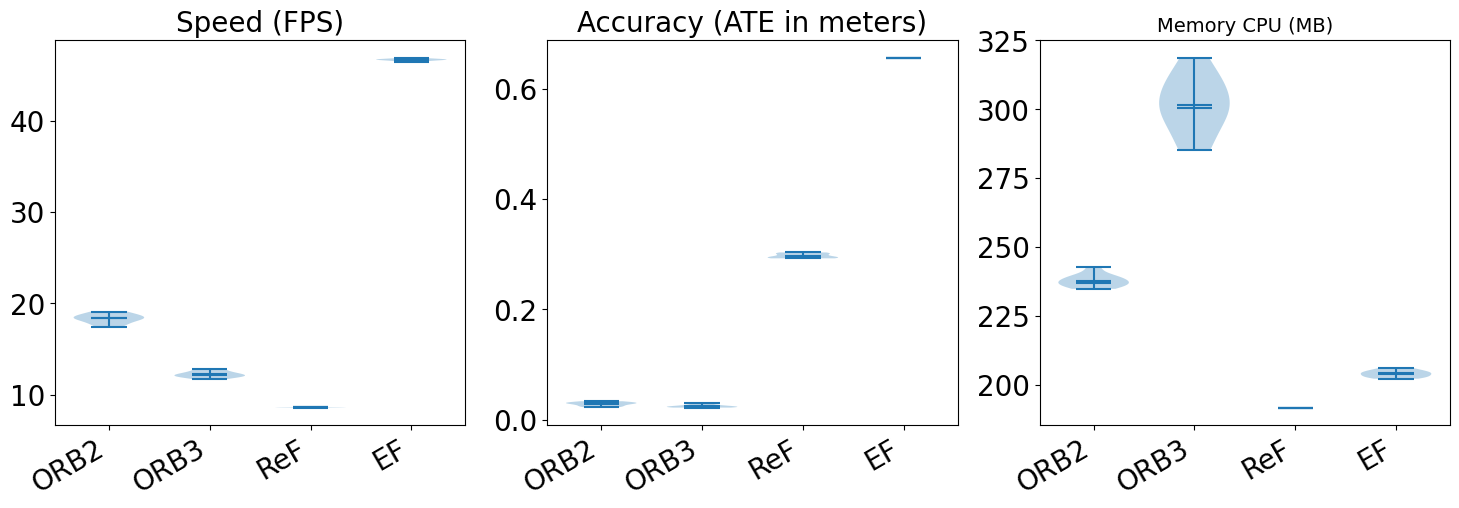 Speed (FPS)
40
30
20
10
ORB2 ORB3 ReF EF
Accuracy (ATE in meters)
0.6
0.4
0.2
0.0
ORB2 ORB3 ReF EF
Memory CPU (MB)
325
300
275
250
225
200
ORB2 ORB3 ReF EF